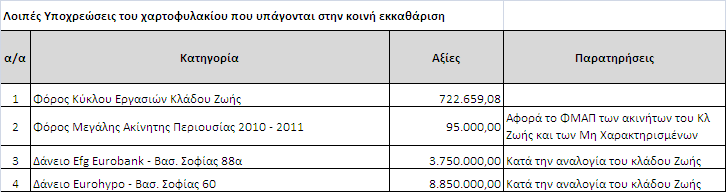 Λοιπές Υποχρεώσεις του χαρτοφυλακίου που υπάγονται στην κοινή εκκαθάριση
α/α Κατηγορία Αξίες Παρατηρήσεις
1 Φόρος Κύκλου Εργασιών Κλάδου Ζωής 722.659,08
2 Φόρος Μεγάλης Ακίνητης Περιουσίας 2010 - 2011 95.000,00 Αφορά το ΦΜΑΠ των ακινήτων του Κλ
Ζωής και των Μη Χαρακτηρισμένων
3 Δάνειο Efg Eurobank - Βασ. Σοφίας 88α 3.750.000,00 Κατά την αναλογία του κλάδου Ζωής
4 Δάνειο Eurohypo - Βασ. Σοφίας 60 8.850.000,00 Κατά την αναλογία του κλάδου Ζωής